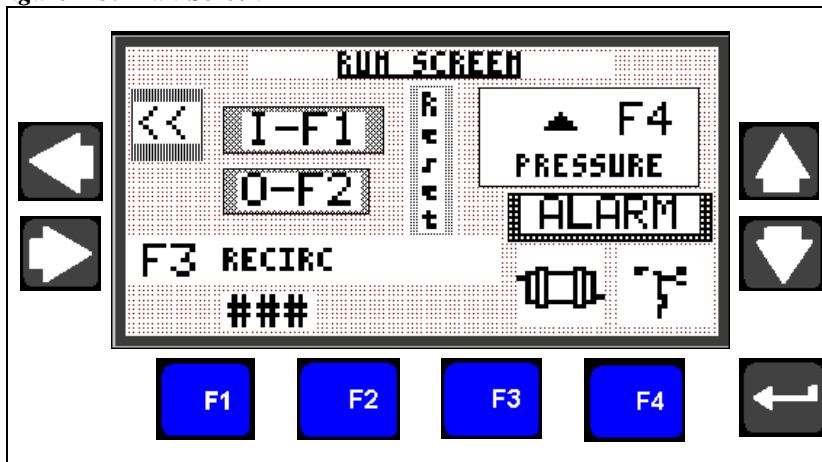 RUN SCREEN
<<
I-F1
Reset
▲ F4
PRESSURE
O-F2
ALARM
F3 RECIRC
###
F1
F2
F3
F4